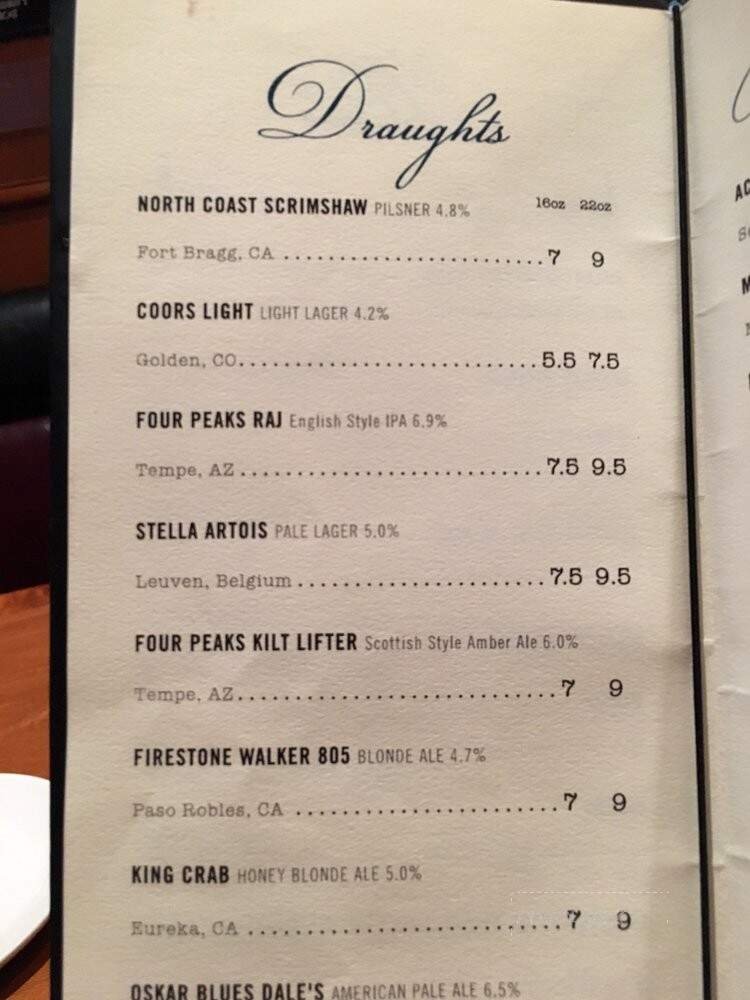 Draughts
NORTH COAST SCRIMSHAW PILSNER 4.8% 16oz 22oz
Fort Bragg, CA ........................... 7 9
COORS LIGHT LIGHT LAGER 4.2%
Golden, CO............................ 5.5 7.5
FOUR PEAKS RAJ English Style IPA 6.9%
Tempe, AZ............................ 7.5 9.5
STELLA ARTOIS PALE LAGER 5.0%
Leuven, Belgium....................... 7.5 9.5
FOUR PEAKS KILT LIFTER Scottish Style Amber Ale 6.0%
Tempe, AZ.............................. 7 9
FIRESTONE WALKER 805 BLONDE ALE 4.7%
Paso Robles, CA ......................... 7 9
KING CRAB HONEY BLONDE ALE 5.0%
Eureka, CA ............................. 7 9
OSKAR BLUES DALE'S AMERICAN PALE ALE 6.5%